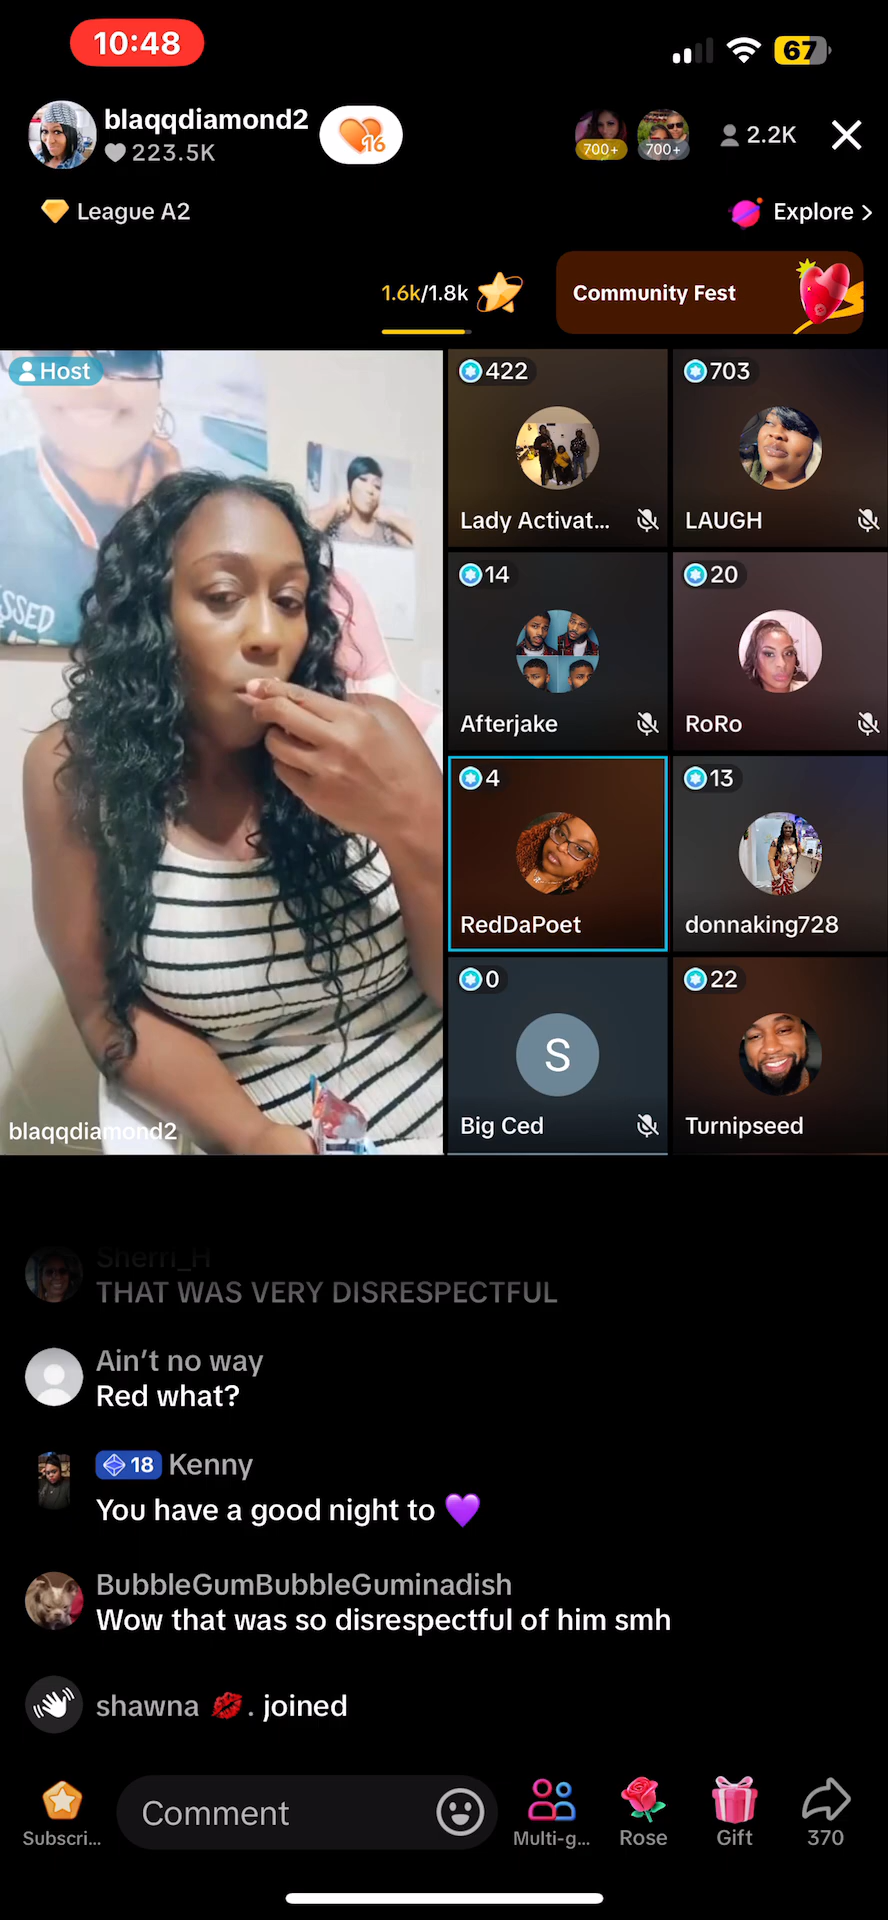 10:48
67
blaqqdiamond2
223.5K
16
700+
700+
2.2K
League A2
Explore >
1.6k/1.8k
Community Fest
Host
SSED
blaqqdiamond2
422
Lady Activat...
703
LAUGH
14
Afterjake
20
RoRo
4
RedDaPoet
13
donnaking728
0
S
Big Ced
22
Turnipseed
Sherri_H
THAT WAS VERY DISRESPECTFUL
Ain't no way
Red what?
18 Kenny
You have a good night to 💜
BubbleGumBubbleGuminadish
Wow that was so disrespectful of him smh
shawna 💋. joined
Subscri...
Comment
Multi-g...
Rose
Gift
370